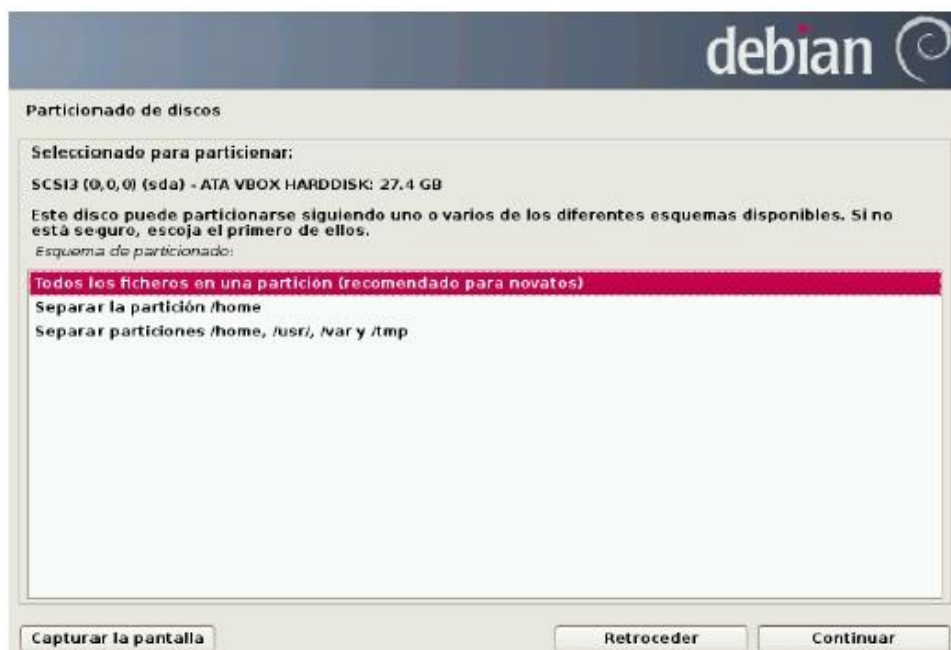 debian
Particionado de discos
Seleccionado para particionar:
SCSI3 (0,0,0) (sda) - ATA VBOX HARDDISK: 27.4 GB
Este disco puede particionarse siguiendo uno o varios de los diferentes esquemas disponibles. Si no
está seguro, escoja el primero de ellos.
Esquema de particionado:
Todos los ficheros en una partición (recomendado para novatos)
Separar la partición /home
Separar particiones /home, /usr/, /var y /tmp
Capturar la pantalla
Retroceder
Continuar